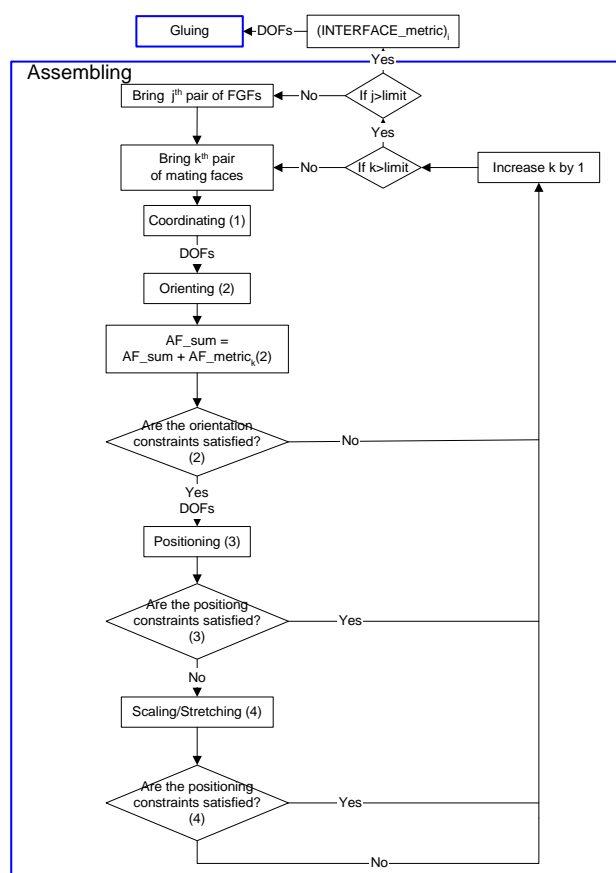 Gluing
DOFs
(INTERFACE_metric)i
Yes
Assembling
Bring jth pair of FGFs
No
If j>limit
Yes
Bring kth pair
of mating faces
No
If k>limit
Increase k by 1
Coordinating (1)
DOFs
Orienting (2)
AF_sum =
AF_sum + AF_metrick(2)
Are the orientation
constraints satisfied?
(2)
No
Yes
DOFs
Positioning (3)
Are the positiong
constraints satisfied?
(3)
Yes
No
Scaling/Stretching (4)
Are the positioning
constraints satisfied?
(4)
Yes
No